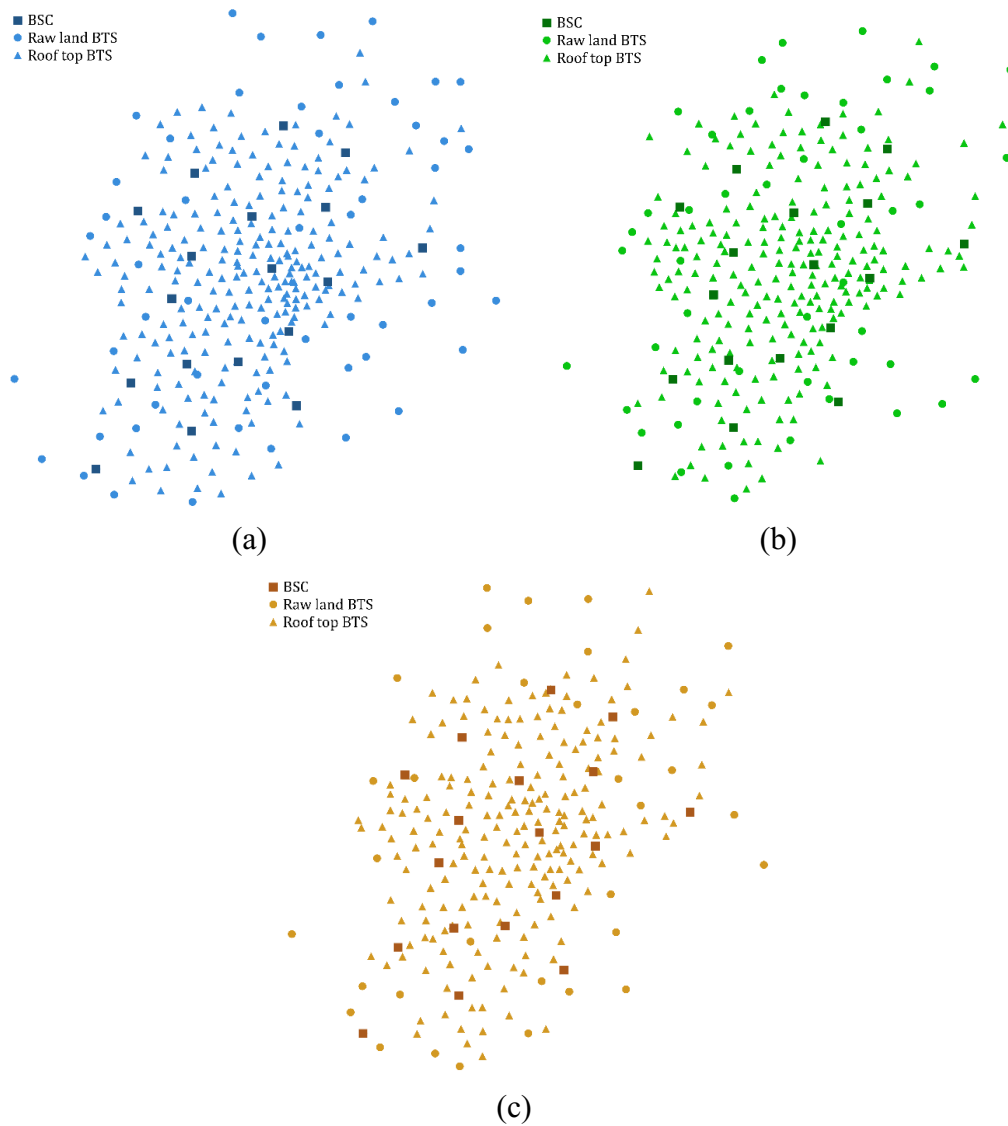 BSC
Raw land BTS
Roof top BTS
BSC
Raw land BTS
Roof top BTS
(a)
(b)
BSC
Raw land BTS
Roof top BTS
(c)